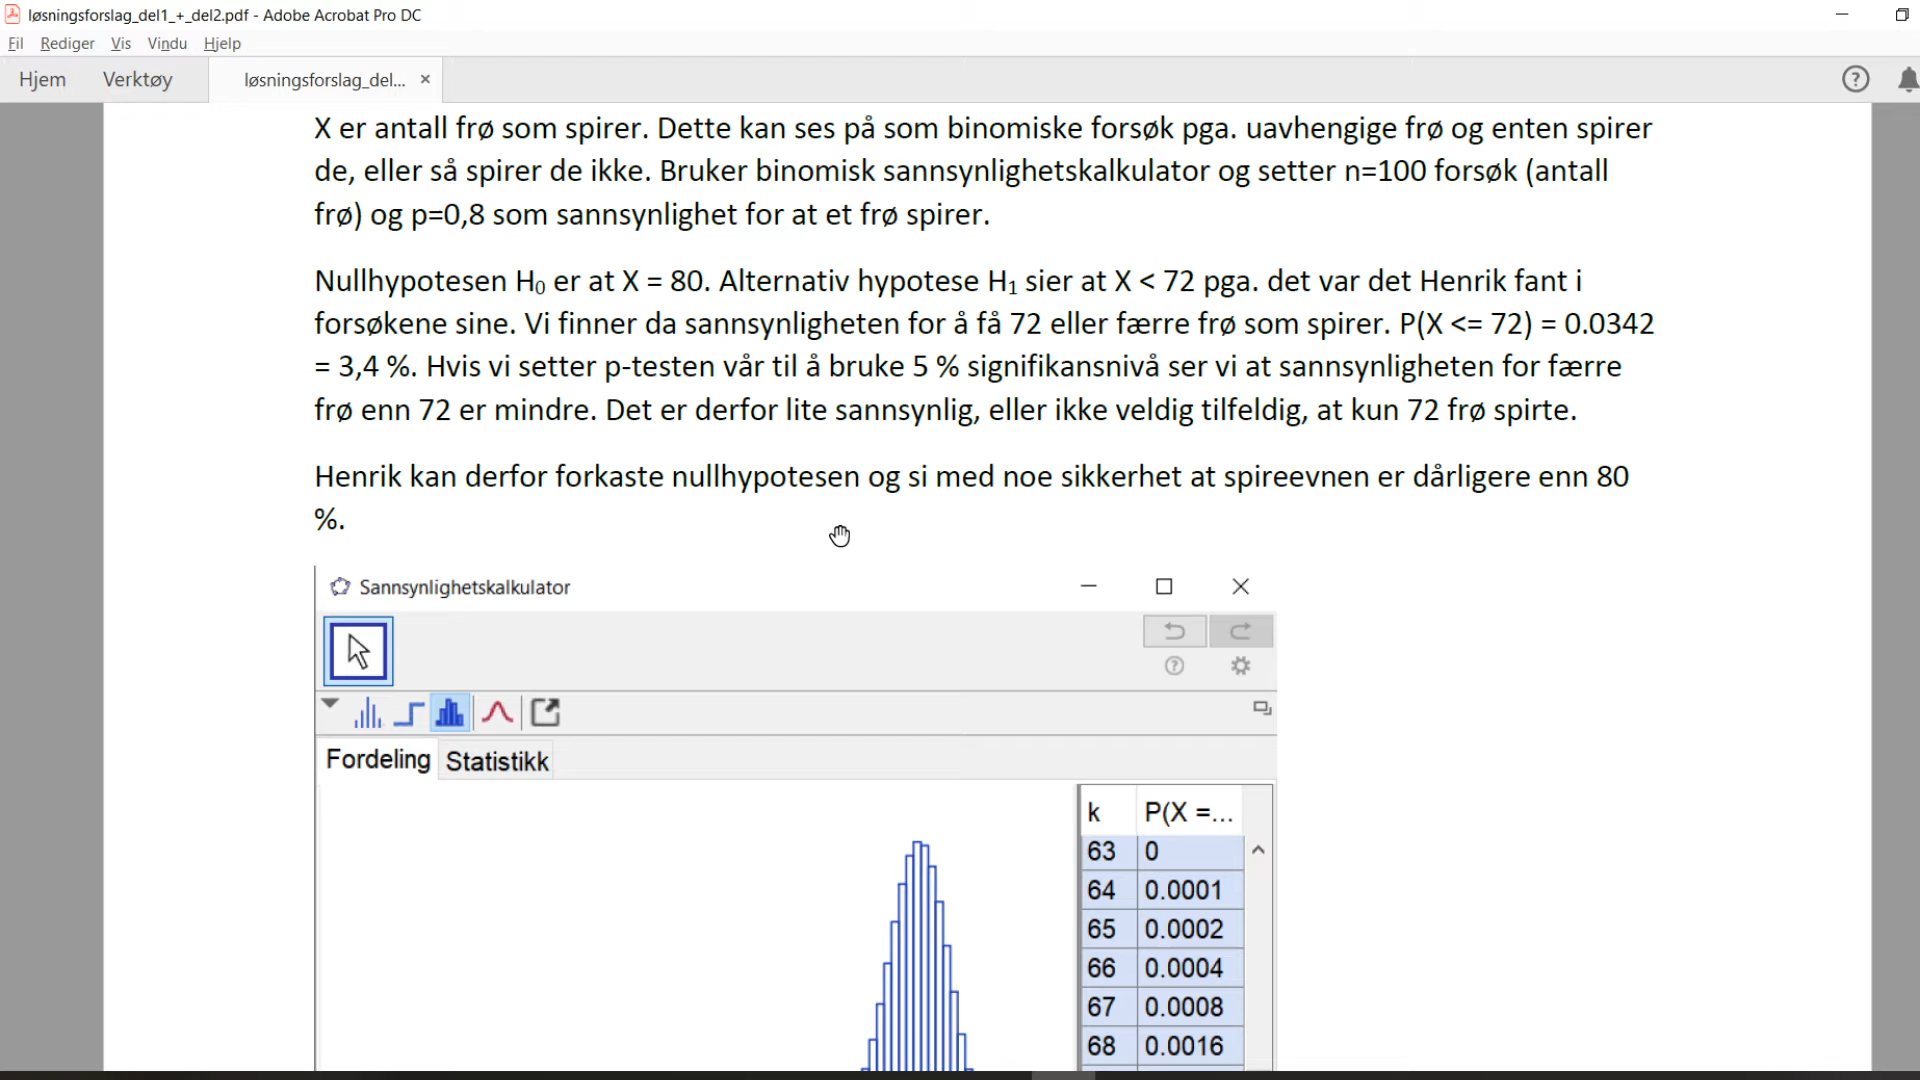 løsningsforslag_del1_+_del2.pdf - Adobe Acrobat Pro DC
Fil Rediger Vis Vindu Hjelp
Hjem Verktøy løsningsforslag_del... ×
X er antall frø som spirer. Dette kan ses på som binomiske forsøk pga. uavhengige frø og enten spirer
de, eller så spirer de ikke. Bruker binomisk sannsynlighetskalkulator og setter n=100 forsøk (antall
frø) og p=0,8 som sannsynlighet for at et frø spirer.
Nullhypotesen H₀ er at X = 80. Alternativ hypotese H₁ sier at X < 72 pga. det var det Henrik fant i
forsøkene sine. Vi finner da sannsynligheten for å få 72 eller færre frø som spirer. P(X <= 72) = 0.0342
= 3,4 %. Hvis vi setter p-testen vår til å bruke 5 % signifikansnivå ser vi at sannsynligheten for færre
frø enn 72 er mindre. Det er derfor lite sannsynlig, eller ikke veldig tilfeldig, at kun 72 frø spirte.
Henrik kan derfor forkaste nullhypotesen og si med noe sikkerhet at spireevnen er dårligere enn 80
%.
Sannsynlighetskalkulator
Fordeling Statistikk
k P(X =...
63 0
64 0.0001
65 0.0002
66 0.0004
67 0.0008
68 0.0016